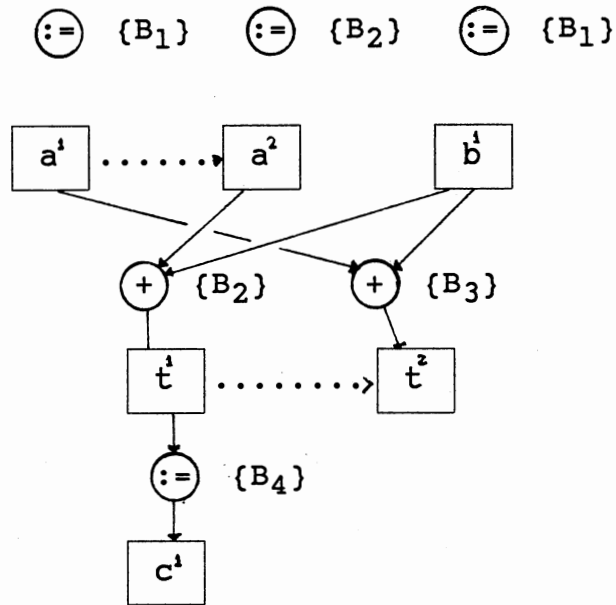 := {B₁} := {B₂} := {B₁}
a¹ a² b¹
+ {B₂} + {B₃}
t¹ t²
:= {B₄}
c¹